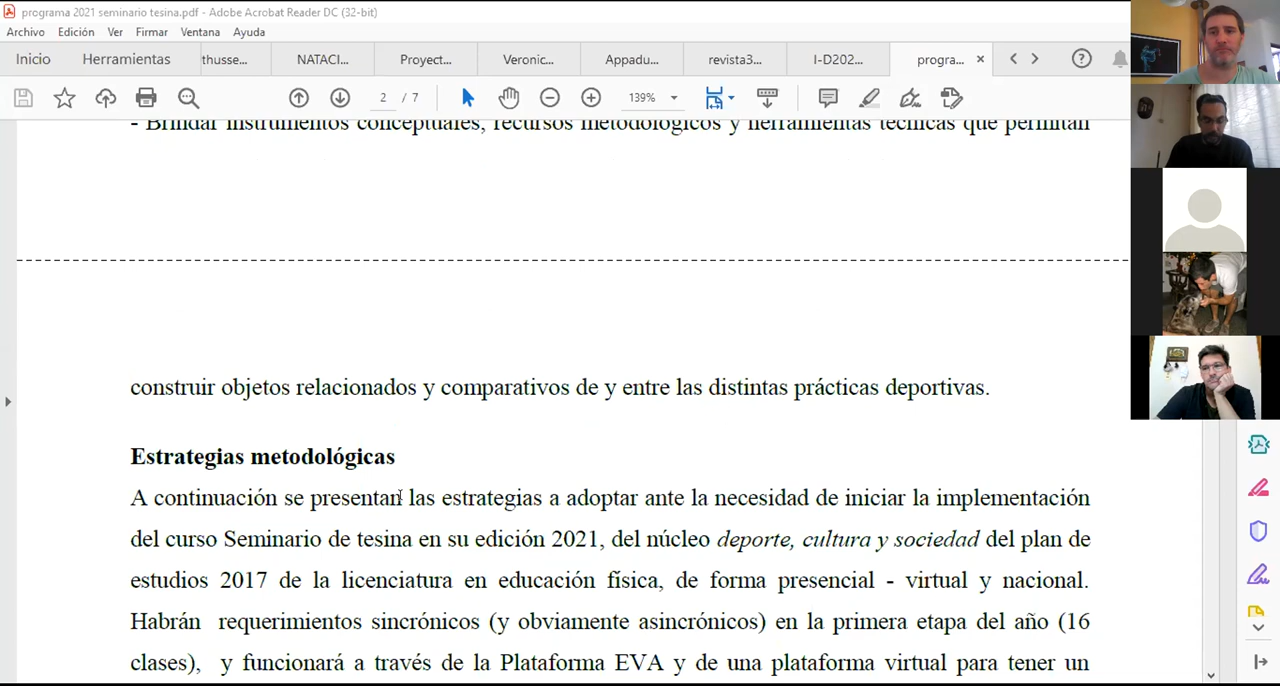 programa 2021 seminario tesina.pdf - Adobe Acrobat Reader DC (32-bit)
Archivo Edición Ver Firmar Ventana Ayuda
Inicio Herramientas thusse... NATACI... Proyect... Veronic... Appadu... revista3... I-D202... progra...
2 / 7 139%
- Brindar instrumentos conceptuales, recursos metodológicos y herramientas técnicas que permitan
construir objetos relacionados y comparativos de y entre las distintas prácticas deportivas.
Estrategias metodológicas
A continuación se presentan las estrategias a adoptar ante la necesidad de iniciar la implementación
del curso Seminario de tesina en su edición 2021, del núcleo deporte, cultura y sociedad del plan de
estudios 2017 de la licenciatura en educación física, de forma presencial - virtual y nacional.
Habrán requerimientos sincrónicos (y obviamente asincrónicos) en la primera etapa del año (16
clases), y funcionará a través de la Plataforma EVA y de una plataforma virtual para tener un